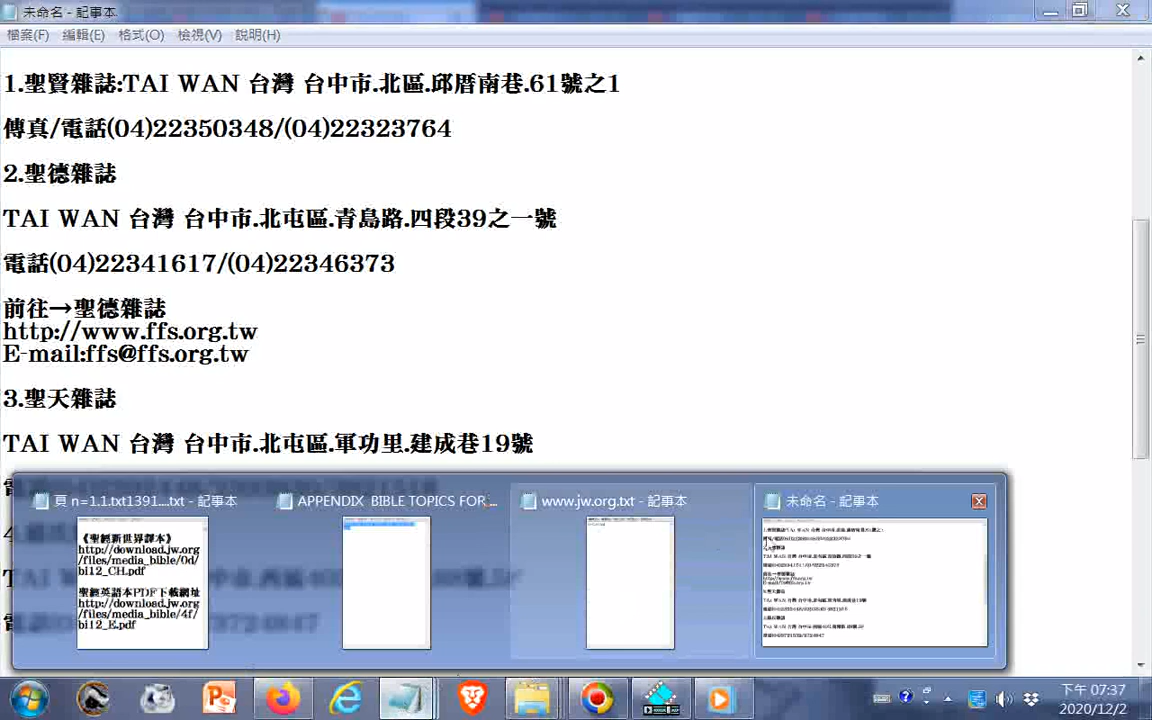 未命名 - 記事本
檔案(F) 編輯(E) 格式(O) 檢視(V) 說明(H)
1.聖賢雜誌:TAI WAN 台灣 台中市.北區.邱厝南巷.61號之1
傳真/電話(04)22350348/(04)22323764
2.聖德雜誌
TAI WAN 台灣 台中市.北屯區.青島路.四段39之一號
電話(04)22341617/(04)22346373
前往→聖德雜誌
http://www.ffs.org.tw
E-mail:ffs@ffs.org.tw
3.聖天雜誌
TAI WAN 台灣 台中市.北屯區.軍功里.建成巷19號
頁 n=1.1.txt1391....txt - 記事本
APPENDIX BIBLE TOPICS FOR...
www.jw.org.txt - 記事本
未命名 - 記事本
《聖經新世界譯本》
http://download.jw.org
/files/media_bible/0d/
bi12_CH.pdf
聖經英語本PDF下載網址
http://download.jw.org
/files/media_bible/4f/
bi12_E.pdf
下午 07:37
2020/12/2